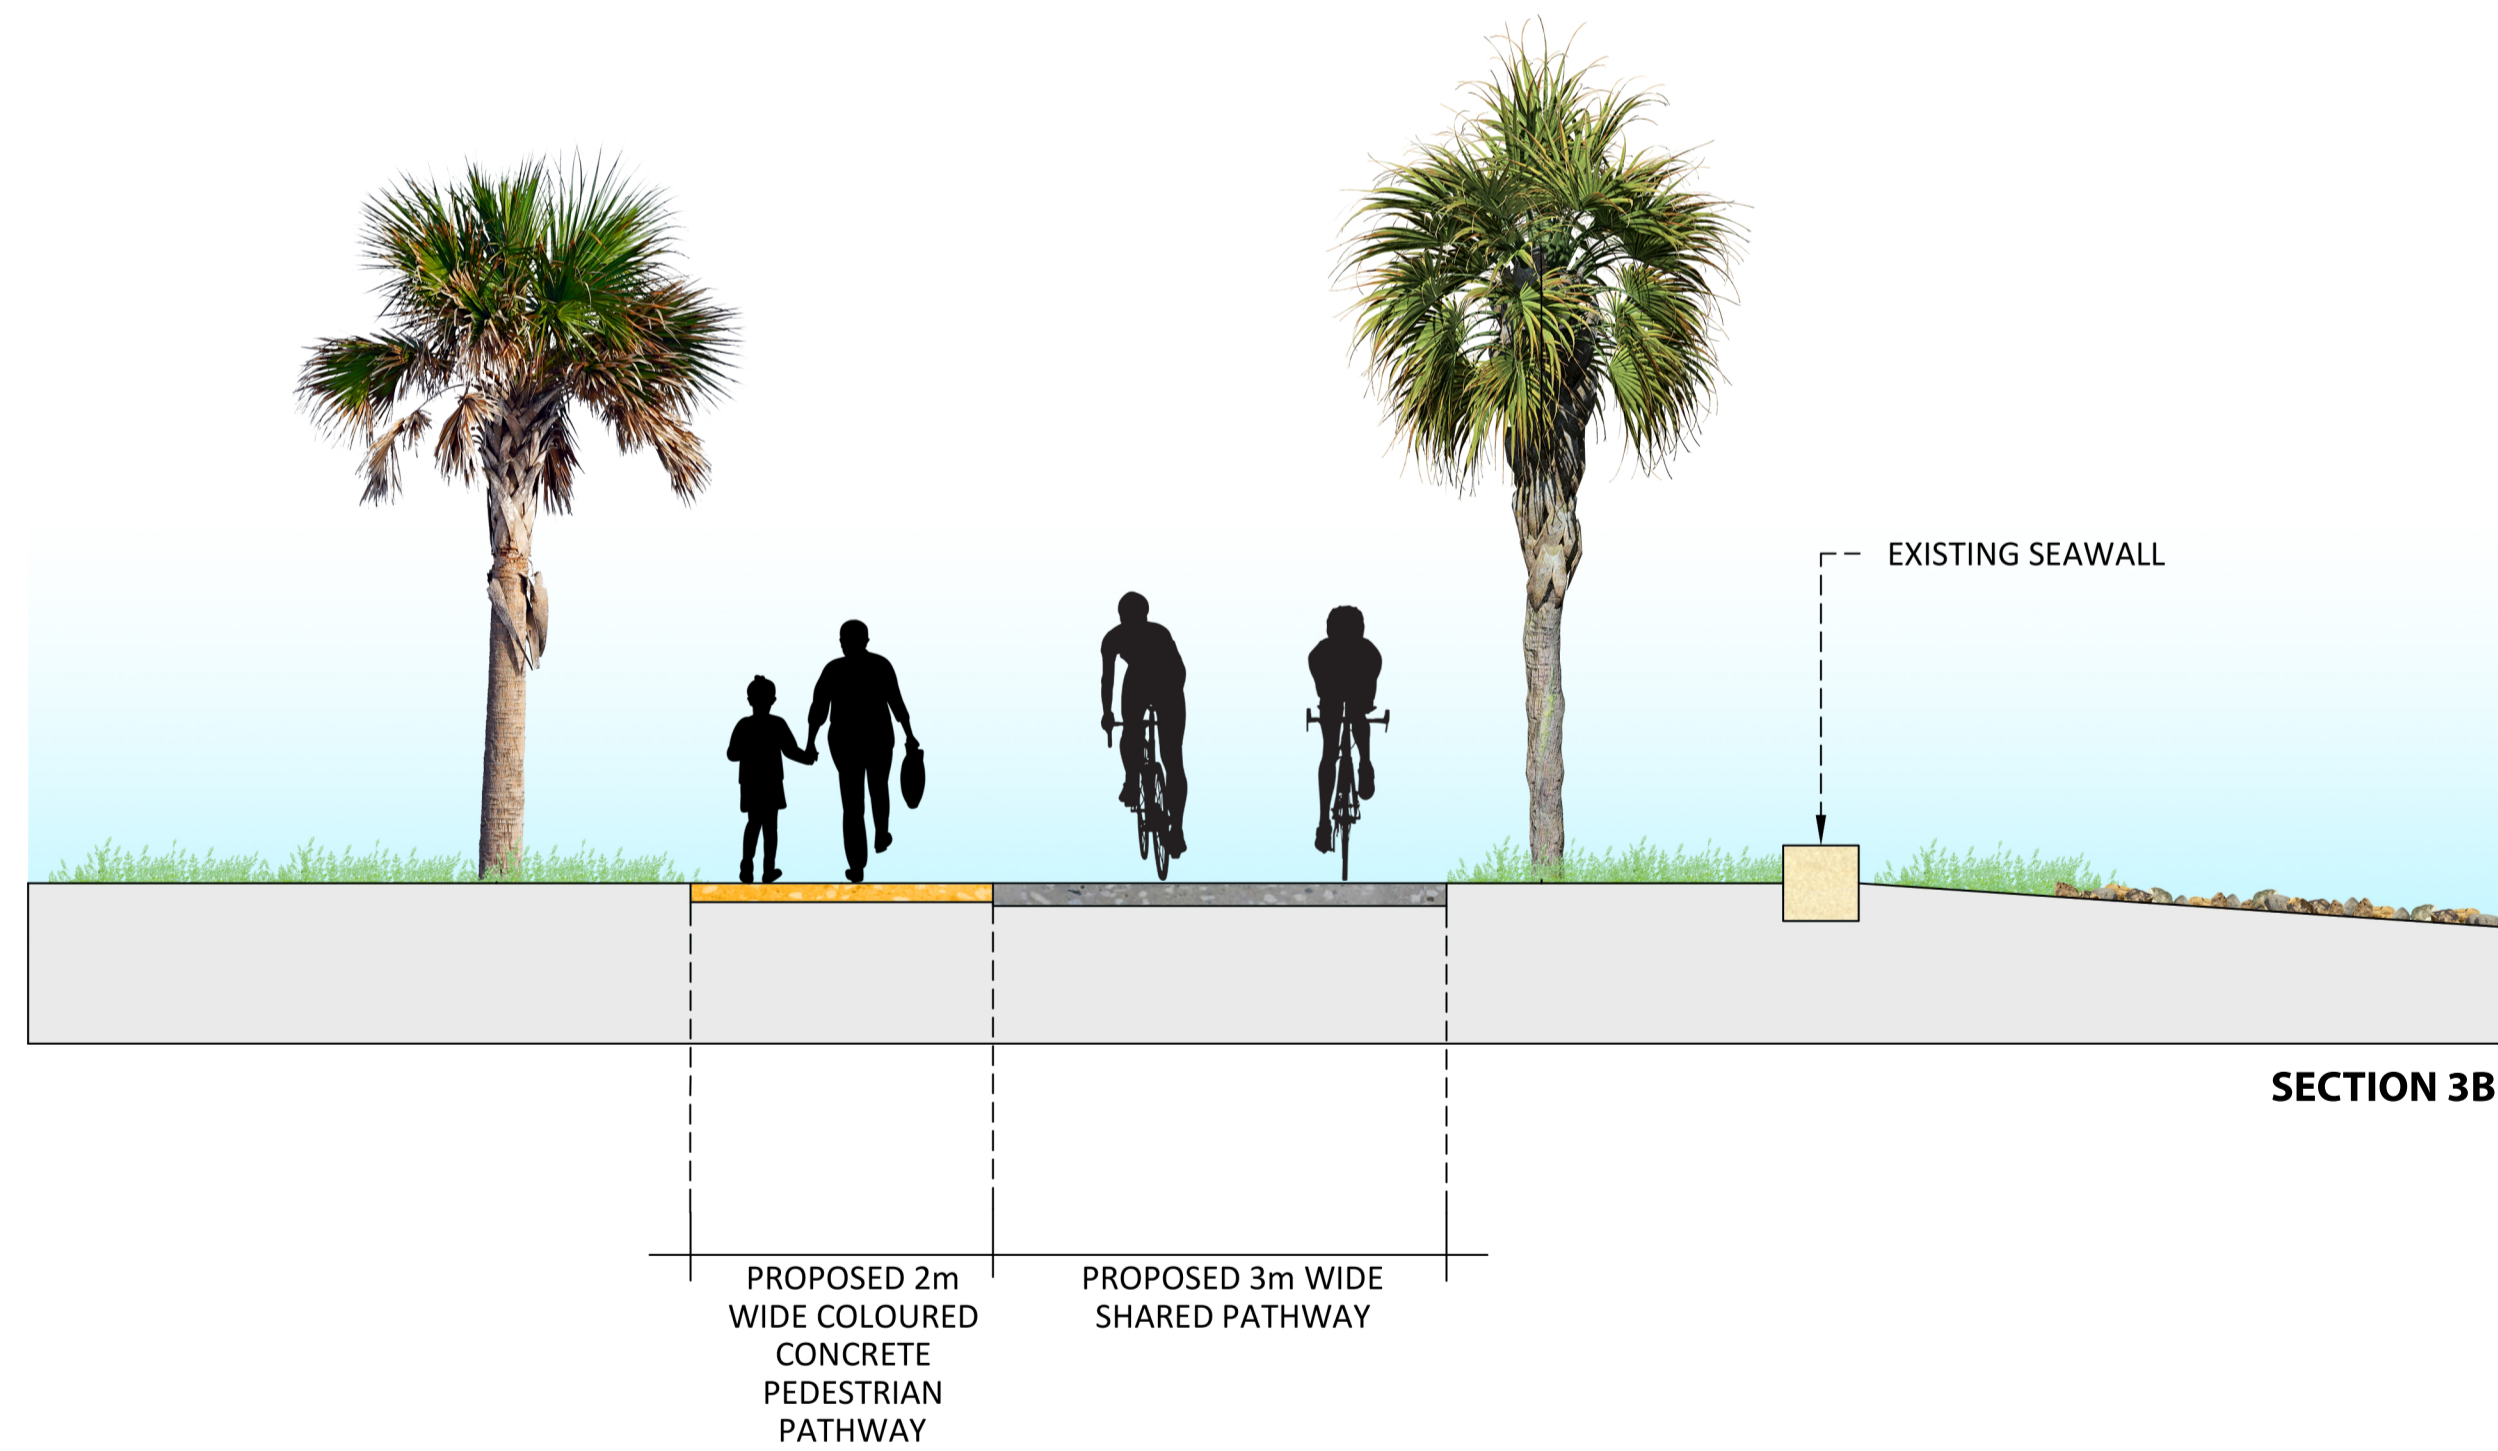 EXISTING SEAWALL
SECTION 3B
PROPOSED 2m
WIDE COLOURED
CONCRETE
PEDESTRIAN
PATHWAY
PROPOSED 3m WIDE
SHARED PATHWAY